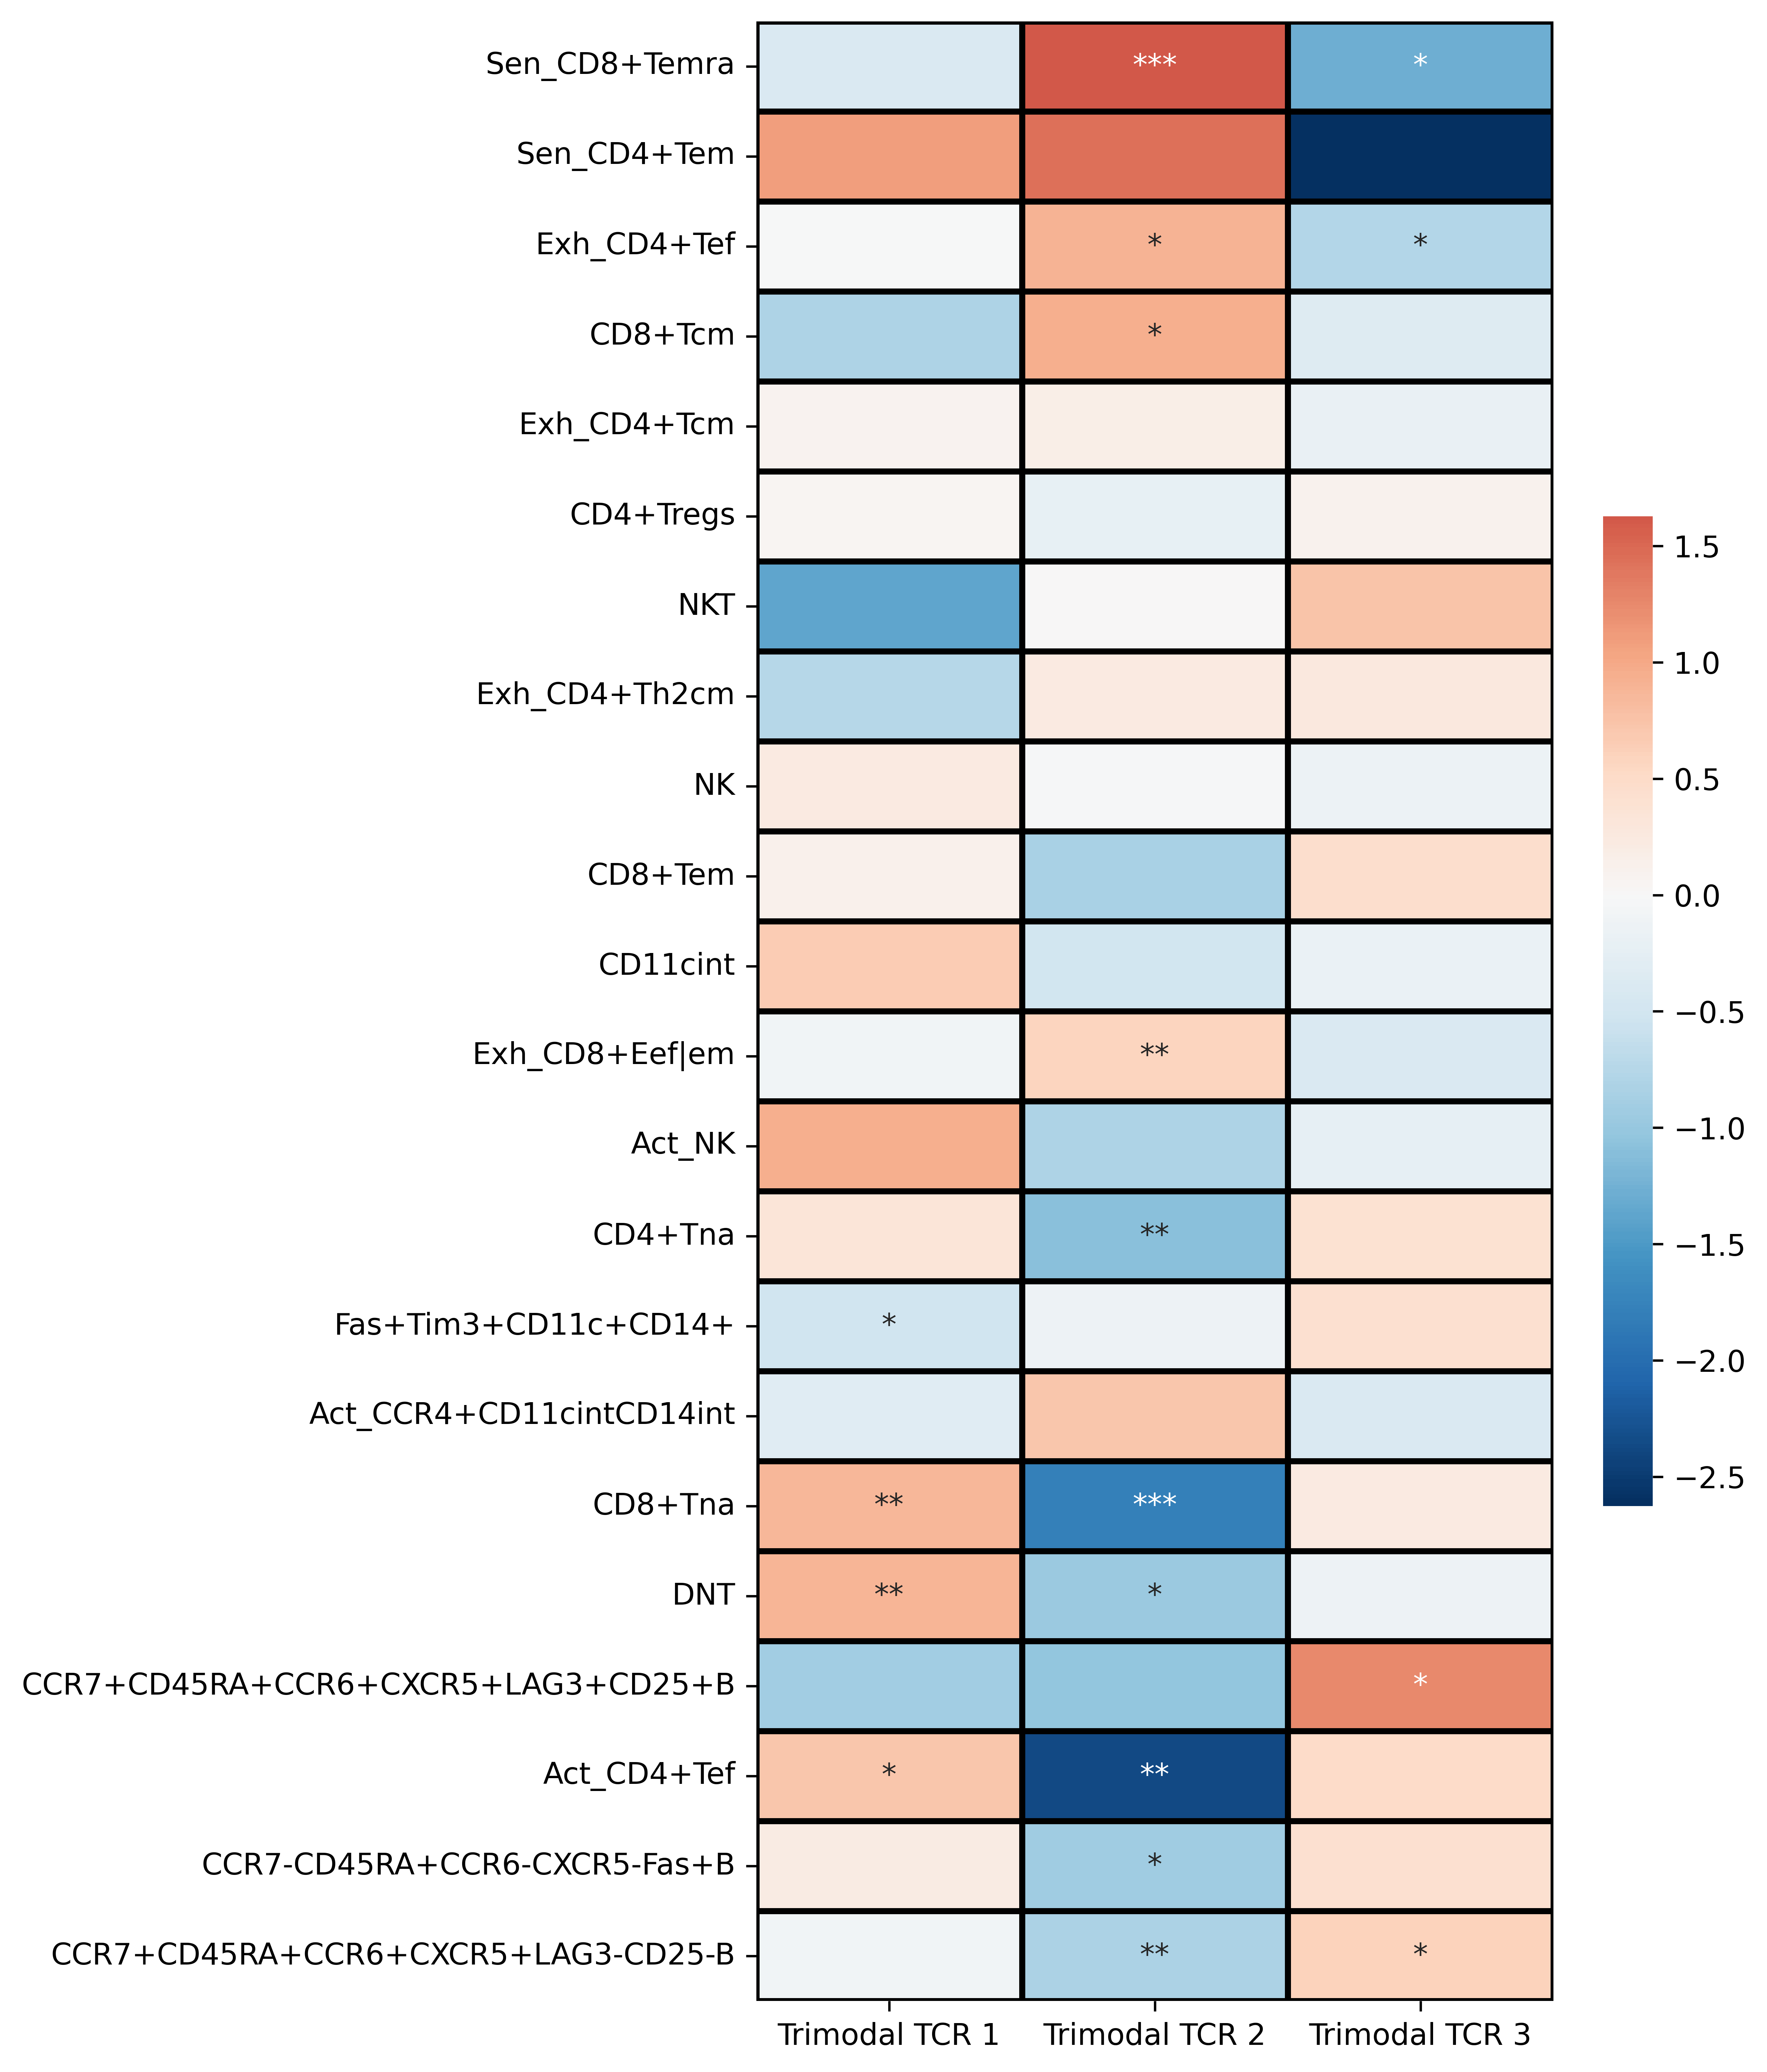 Sen_CD8+Temra
***
*
Sen_CD4+Tem
Exh_CD4+Tef
*
*
CD8+Tcm
*
Exh_CD4+Tcm
CD4+Tregs
NKT
Exh_CD4+Th2cm
NK
CD8+Tem
CD11cint
Exh_CD8+Eef|em
**
Act_NK
CD4+Tna
**
Fas+Tim3+CD11c+CD14+
*
Act_CCR4+CD11cintCD14int
CD8+Tna
**
***
DNT
**
*
CCR7+CD45RA+CCR6+CXCR5+LAG3+CD25+B
*
Act_CD4+Tef
*
**
CCR7-CD45RA+CCR6-CXCR5-Fas+B
*
CCR7+CD45RA+CCR6+CXCR5+LAG3-CD25-B
**
*
Trimodal TCR 1
Trimodal TCR 2
Trimodal TCR 3
1.5
1.0
0.5
0.0
−0.5
−1.0
−1.5
−2.0
−2.5